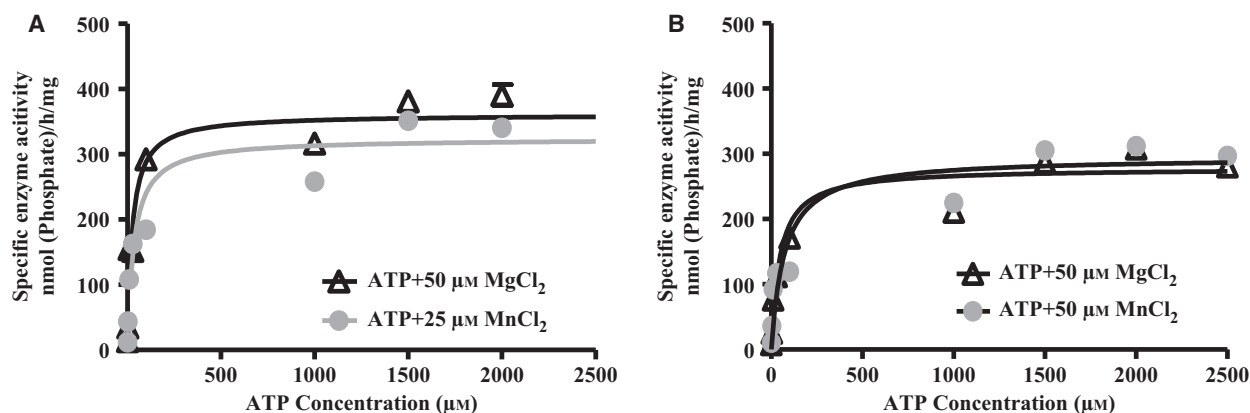 A
Specific enzyme acitivity
nmol (Phosphate)/h/mg
500
400
300
200
100
0
500
1000
1500
2000
2500
ATP Concentration (µM)
ATP+50 µM MgCl2
ATP+25 µM MnCl2
B
Specific enzyme activity
nmol (Phosphate)/h/mg
500
400
300
200
100
0
0
500
1000
1500
2000
2500
ATP Concentration (µM)
ATP+50 µM MgCl2
ATP+50 µM MnCl2